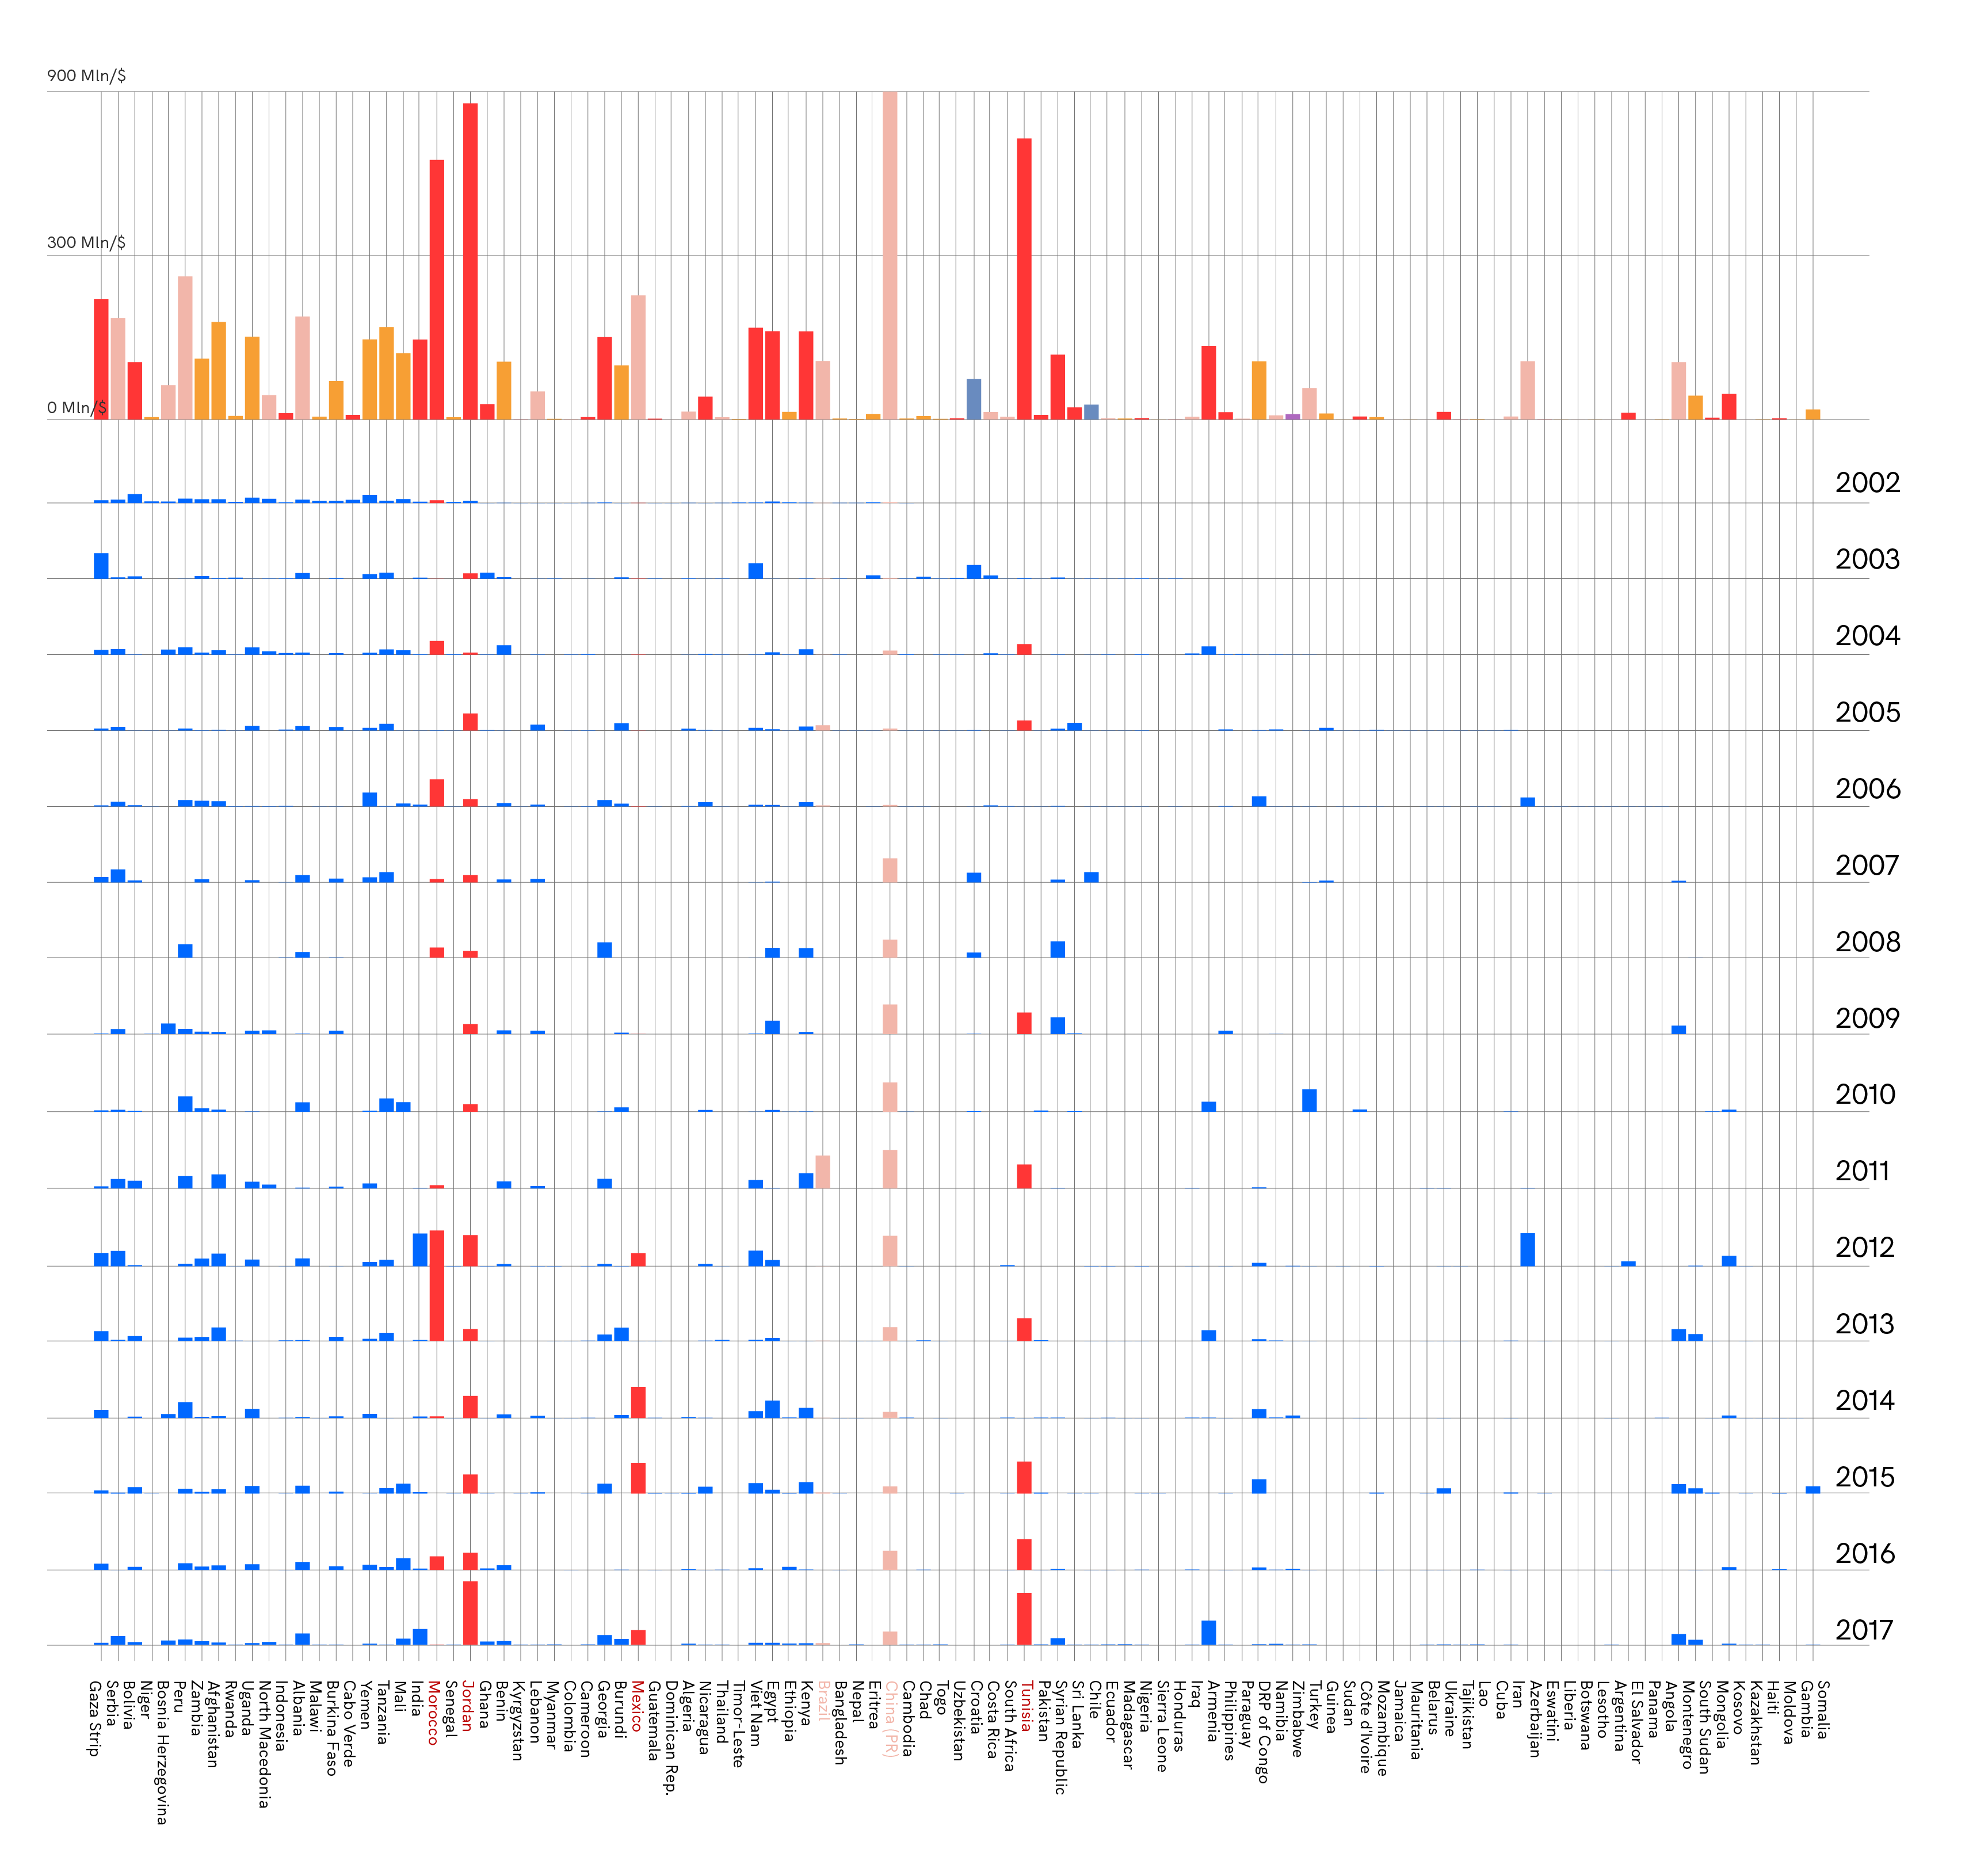 900 Mln/$
300 Mln/$
0 Mln/$
2002
2003
2004
2005
2006
2007
2008
2009
2010
2011
2012
2013
2014
2015
2016
2017
Gaza Strip
Serbia
Bolivia
Niger
Bosnia Herzegovina
Peru
Zambia
Afghanistan
Rwanda
Uganda
North Macedonia
Indonesia
Albania
Malawi
Burkina Faso
Cabo Verde
Yemen
Tanzania
Mali
India
Morocco
Senegal
Jordan
Ghana
Benin
Kyrgyzstan
Lebanon
Myanmar
Colombia
Cameroon
Georgia
Burundi
Mexico
Guatemala
Dominican Rep.
Algeria
Nicaragua
Thailand
Timor-Leste
Viet Nam
Egypt
Ethiopia
Kenya
Brazil
Bangladesh
Nepal
Eritrea
China (PR)
Cambodia
Chad
Togo
Uzbekistan
Croatia
Costa Rica
South Africa
Tunisia
Pakistan
Syrian Republic
Sri Lanka
Chile
Ecuador
Madagascar
Nigeria
Sierra Leone
Honduras
Iraq
Armenia
Philippines
Paraguay
DRP of Congo
Namibia
Zimbabwe
Turkey
Guinea
Sudan
Côte d'Ivoire
Mozambique
Jamaica
Mauritania
Belarus
Ukraine
Tajikistan
Lao
Cuba
Iran
Azerbaijan
Eswatini
Liberia
Botswana
Lesotho
Argentina
El Salvador
Panama
Angola
Montenegro
South Sudan
Mongolia
Kosovo
Kazakhstan
Haiti
Moldova
Gambia
Somalia